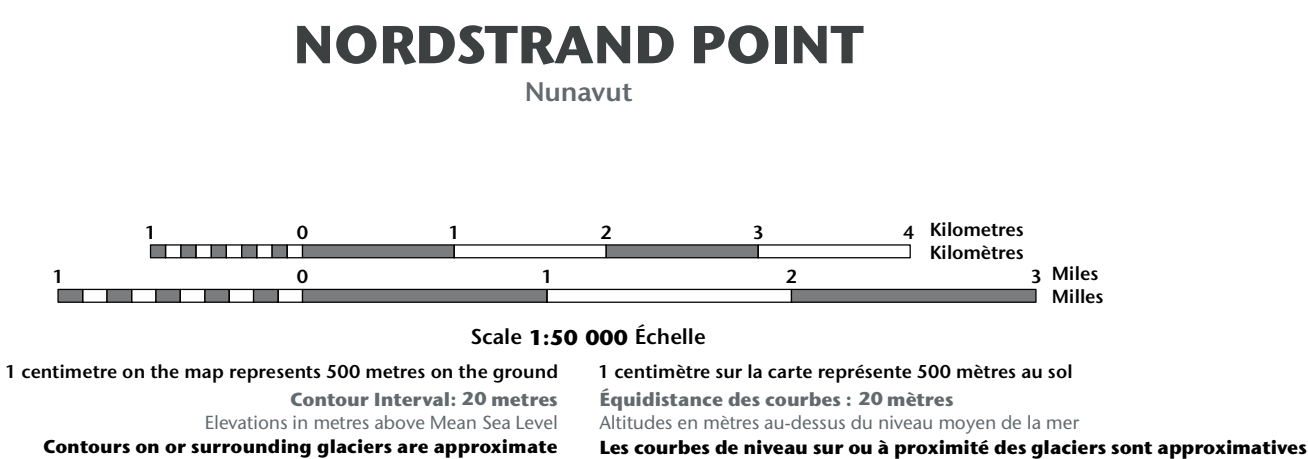 NORDSTRAND POINT
Nunavut
1 0 1 2 3 4 Kilometres
Kilomètres
1 0 1 2 3 Miles
Milles
Scale 1:50 000 Échelle
1 centimetre on the map represents 500 metres on the ground
Contour Interval: 20 metres
Elevations in metres above Mean Sea Level
Contours on or surrounding glaciers are approximate
1 centimètre sur la carte représente 500 mètres au sol
Équidistance des courbes : 20 mètres
Altitudes en mètres au-dessus du niveau moyen de la mer
Les courbes de niveau sur ou à proximité des glaciers sont approximatives